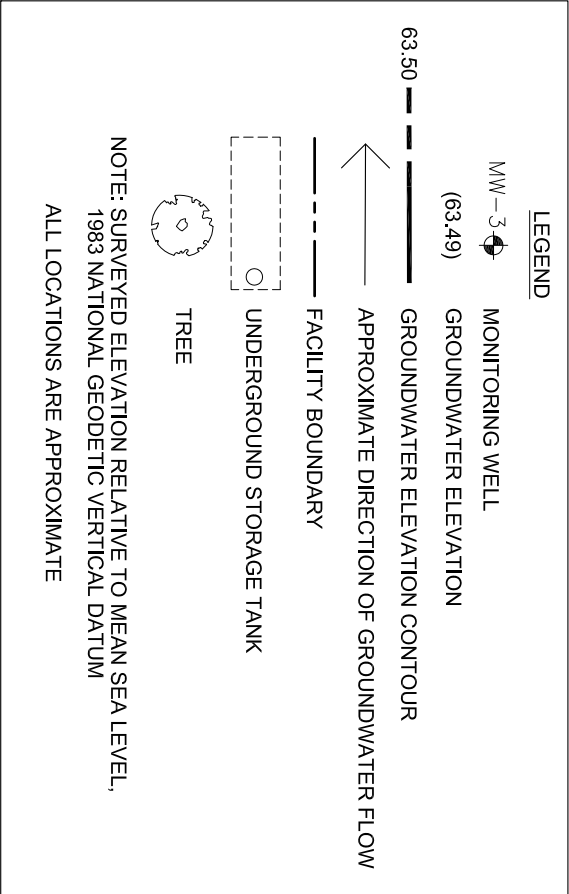 LEGEND
MW-3 MONITORING WELL
(63.49) GROUNDWATER ELEVATION
63.50 GROUNDWATER ELEVATION CONTOUR
APPROXIMATE DIRECTION OF GROUNDWATER FLOW
FACILITY BOUNDARY
UNDERGROUND STORAGE TANK
TREE
NOTE: SURVEYED ELEVATION RELATIVE TO MEAN SEA LEVEL,
1983 NATIONAL GEODETIC VERTICAL DATUM
ALL LOCATIONS ARE APPROXIMATE